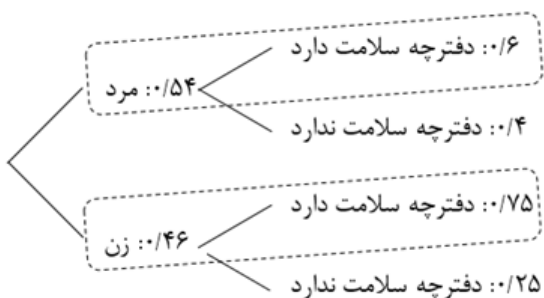 ۰/۶: دفترچه سلامت دارد
۰/۵۴: مرد
۰/۴: دفترچه سلامت ندارد
۰/۷۵: دفترچه سلامت دارد
۰/۴۶: زن
۰/۲۵: دفترچه سلامت ندارد